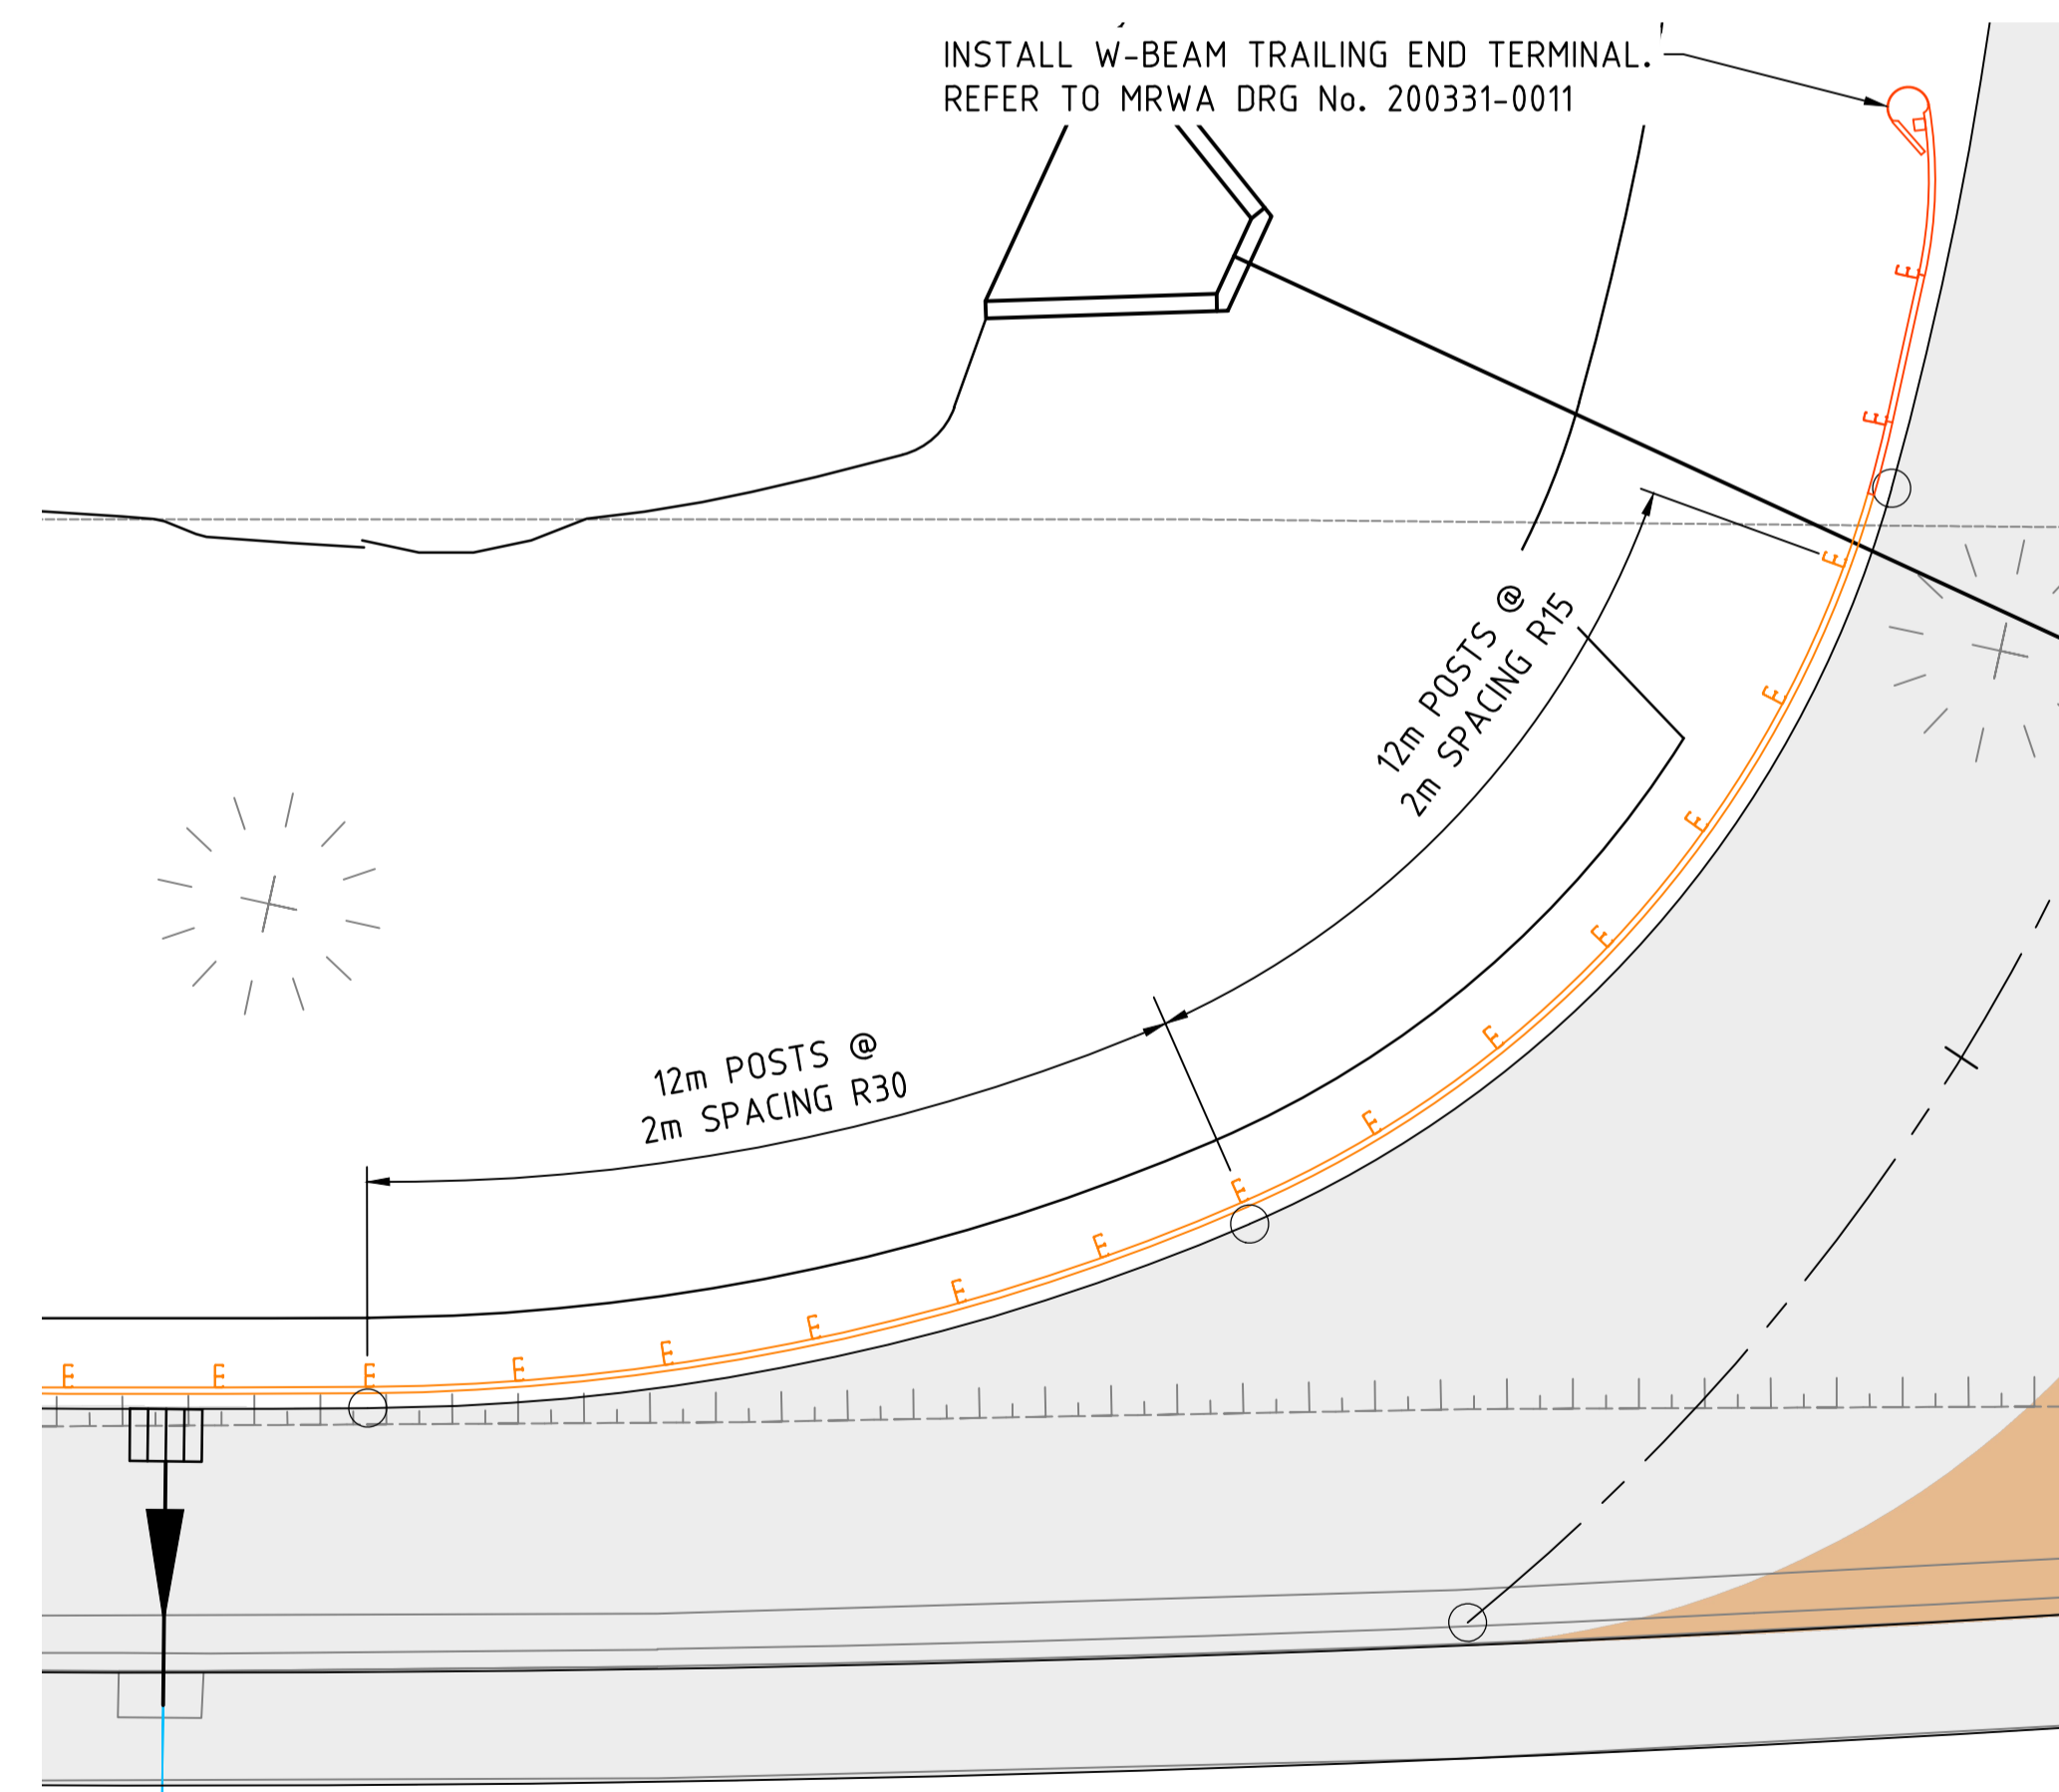 INSTALL W-BEAM TRAILING END TERMINAL.
REFER TO MRWA DRG No. 200331-0011
12m POSTS @
2m SPACING R15
12m POSTS @
2m SPACING R30